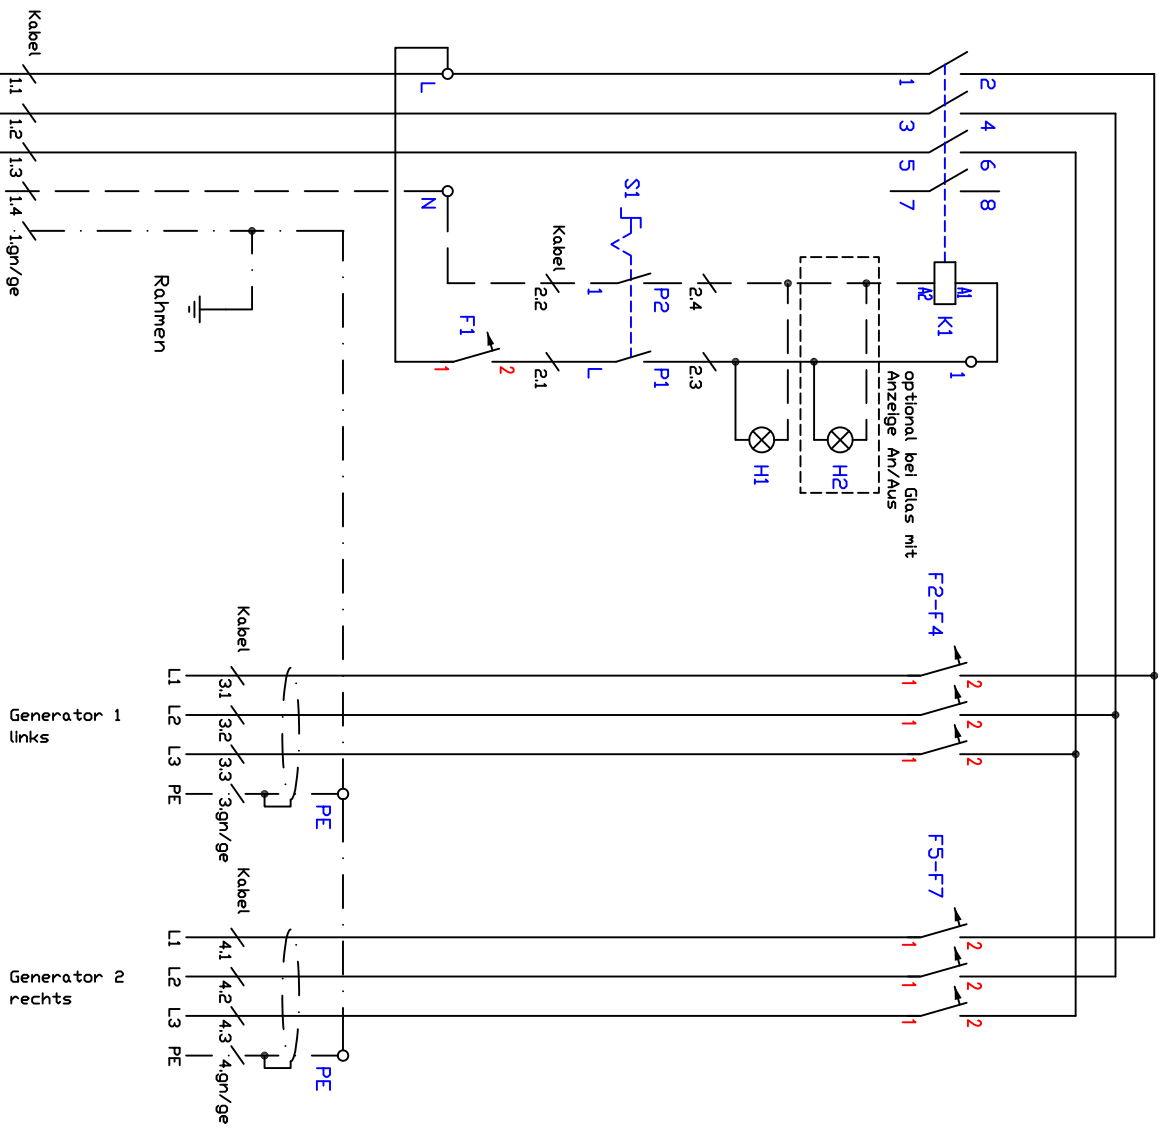 Kabel
1.1
1.2
1.3
1.4
1.gn/ge
Rahmen
L
N
1
2
3
4
5
6
7
8
A1
A2
K1
S1
Kabel
2.2
1
P2
2.4
F1
1
2
2.1
L
P1
2.3
1
H1
H2
optional bei Glas mit
Anzeige An/Aus
F2-F4
1
2
1
2
1
2
Kabel
L1
3.1
L2
3.2
L3
3.3
PE
3.gn/ge
PE
Generator 1
links
F5-F7
1
2
1
2
1
2
Kabel
L1
4.1
L2
4.2
L3
4.3
PE
4.gn/ge
PE
Generator 2
rechts